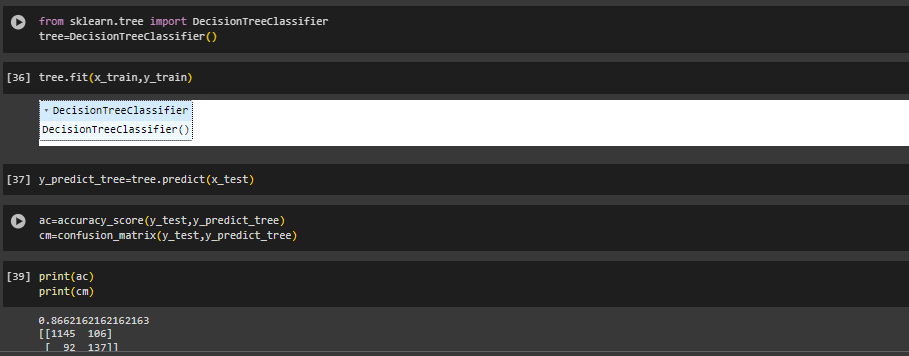 from sklearn.tree import DecisionTreeClassifier
tree=DecisionTreeClassifier()
[36] tree.fit(x_train,y_train)
DecisionTreeClassifier
DecisionTreeClassifier()
[37] y_predict_tree=tree.predict(x_test)
ac=accuracy_score(y_test,y_predict_tree)
cm=confusion_matrix(y_test,y_predict_tree)
[39] print(ac)
print(cm)
0.8662162162162163
[[1145  106]
[  92  137]]